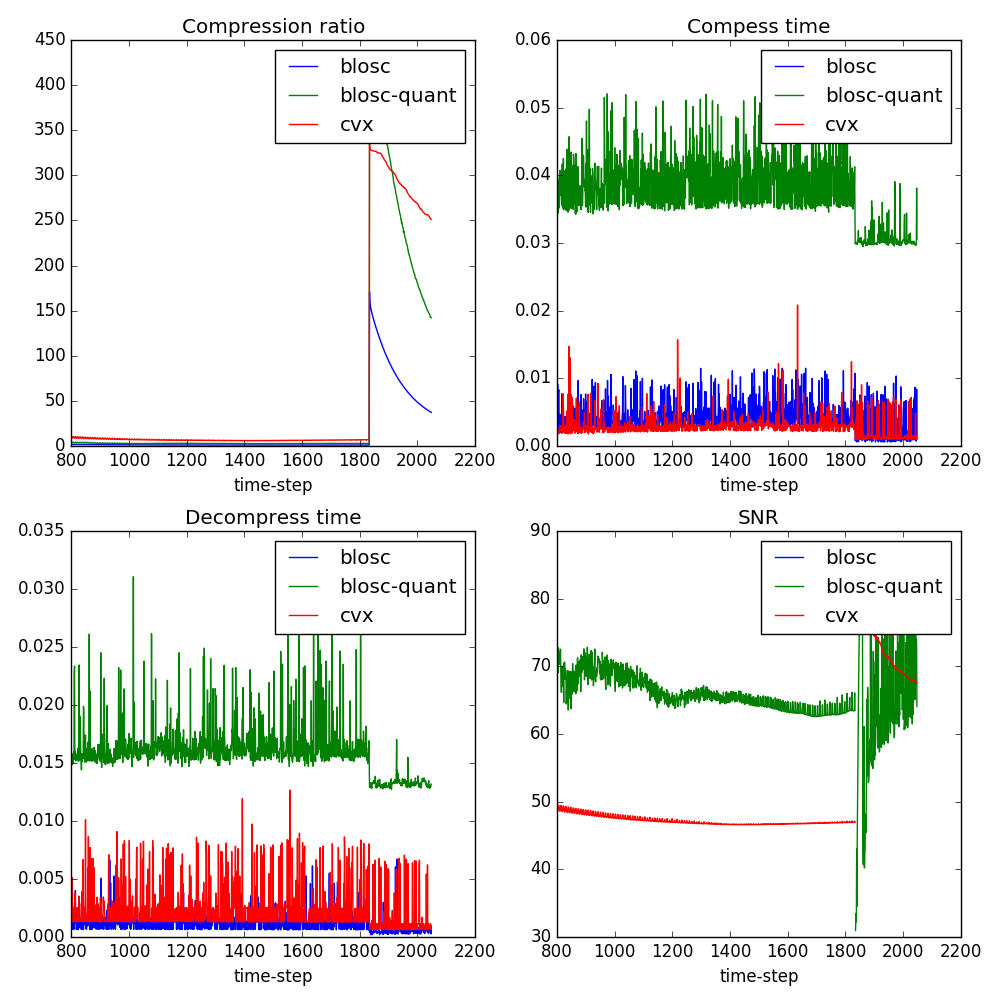 Compression ratio
450
400
350
300
250
200
150
100
50
0
800 1000 1200 1400 1600 1800 2000 2200
time-step
blosc
blosc-quant
cvx
Compess time
0.06
0.05
0.04
0.03
0.02
0.01
0.00
800 1000 1200 1400 1600 1800 2000 2200
time-step
blosc
blosc-quant
cvx
Decompress time
0.035
0.030
0.025
0.020
0.015
0.010
0.005
0.000
800 1000 1200 1400 1600 1800 2000 2200
time-step
blosc
blosc-quant
cvx
SNR
90
80
70
60
50
40
30
800 1000 1200 1400 1600 1800 2000 2200
time-step
blosc
blosc-quant
cvx